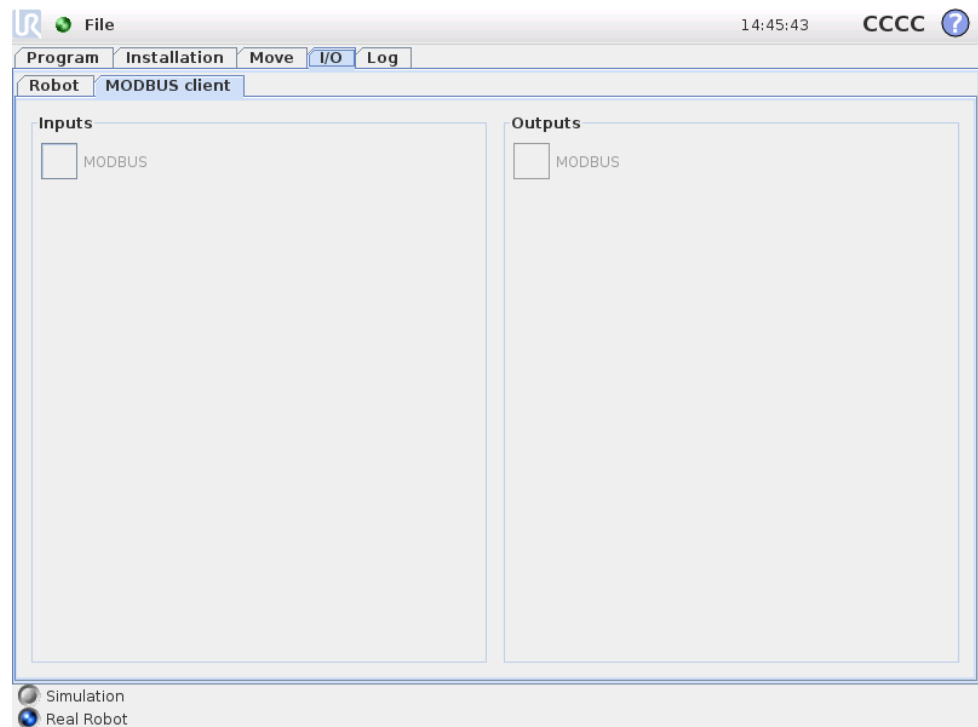 UR File 14:45:43 CCCC ?
Program Installation Move I/O Log
Robot MODBUS client
Inputs
MODBUS
Outputs
MODBUS
Simulation
Real Robot